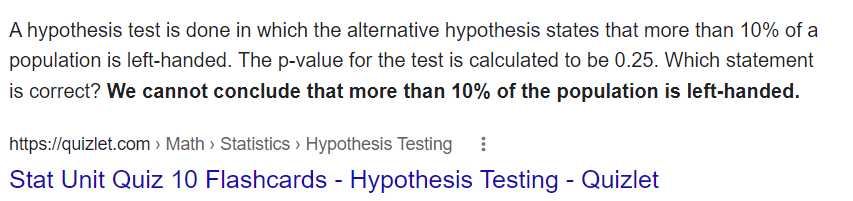 A hypothesis test is done in which the alternative hypothesis states that more than 10% of a
population is left-handed. The p-value for the test is calculated to be 0.25. Which statement
is correct? We cannot conclude that more than 10% of the population is left-handed.
https://quizlet.com › Math › Statistics › Hypothesis Testing
Stat Unit Quiz 10 Flashcards - Hypothesis Testing - Quizlet